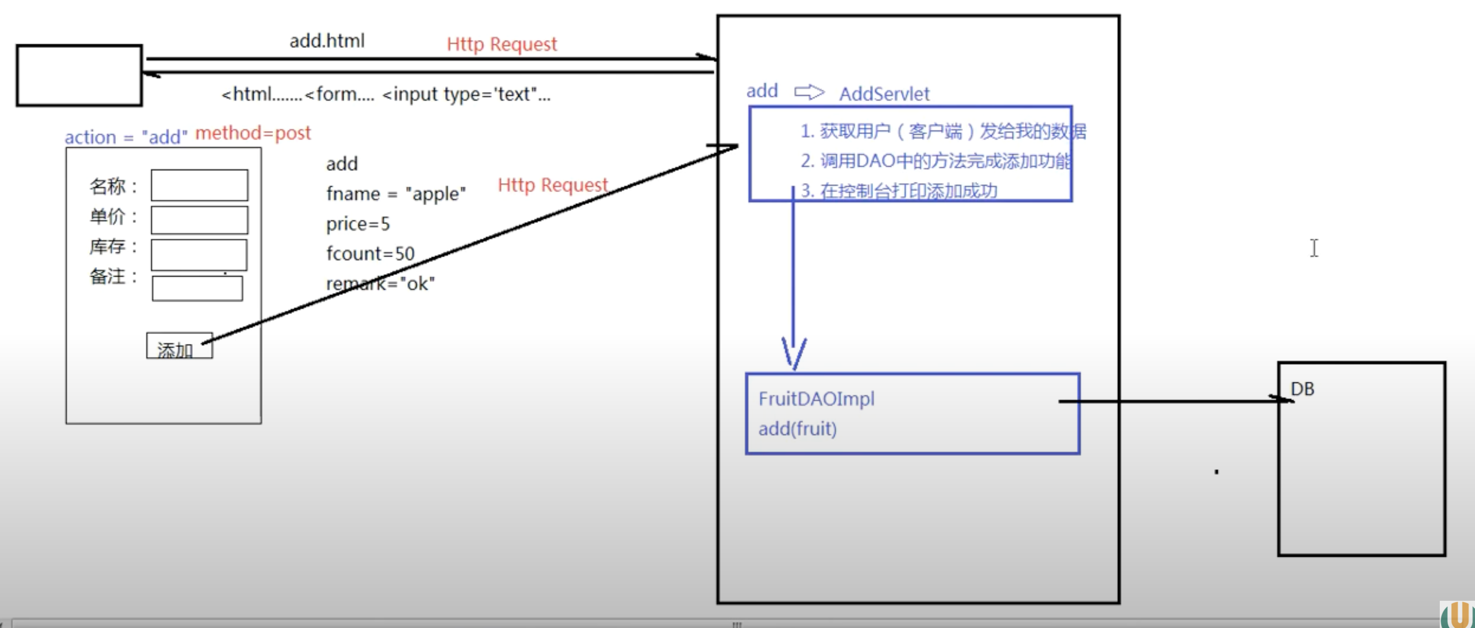 add.html
Http Request
<html.......<form.... <input type='text"...
action = "add" method=post
名称：
单价：
库存：
备注：
添加
add
fname = "apple"
price=5
fcount=50
remark="ok"
Http Request
add AddServlet
1. 获取用户（客户端）发给我的数据
2. 调用DAO中的方法完成添加功能
3. 在控制台打印添加成功
FruitDAOImpl
add(fruit)
DB
U